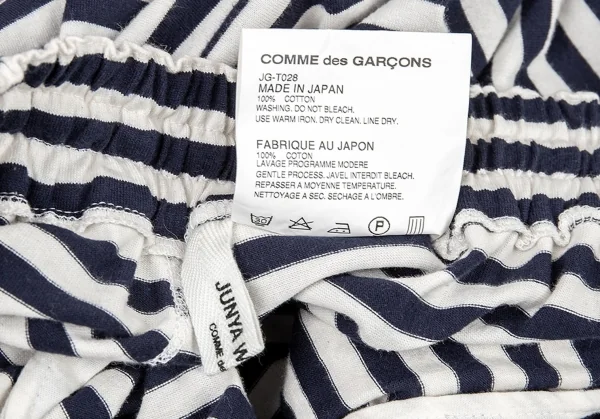 COMME des GARÇONS
JG-T028
MADE IN JAPAN
100% COTTON
WASHING. DO NOT BLEACH.
USE WARM IRON. DRY CLEAN. LINE DRY.
FABRIQUE AU JAPON
100% COTON
LAVAGE PROGRAMME MODERE
GENTLE PROCESS. JAVEL INTERDIT BLEACH.
REPASSER A MOYENNE TEMPERATURE.
NETTOYAGE A SEC. SECHAGE A L'OMBRE.
P
JUNYA W
COMME de